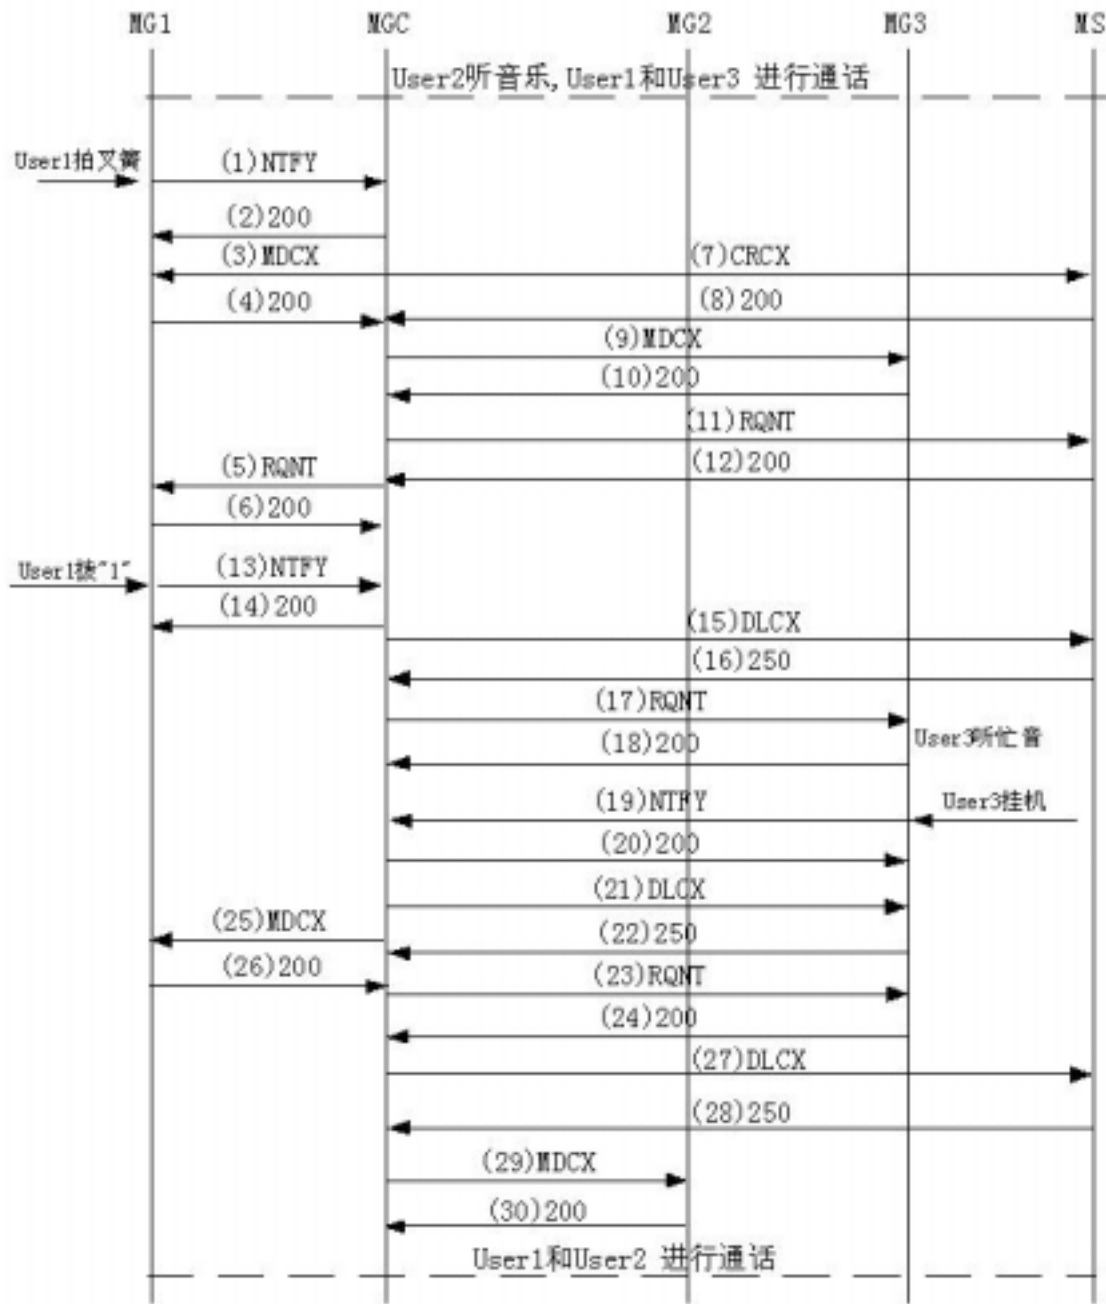 MG1 MGC MG2 MG3 MS
User2听音乐, User1和User3 进行通话
User1拍叉簧 (1)NTFY
(2)200
(3)MDCX (7)CRCX
(4)200 (8)200
(9)MDCX
(10)200
(11)RQNT
(5)RQNT (12)200
(6)200
User1拨"1" (13)NTFY
(14)200
(15)DLCX
(16)250
(17)RQNT
(18)200 User3听忙音
(19)NTFY User3挂机
(20)200
(21)DLCX
(25)MDCX (22)250
(26)200 (23)RQNT
(24)200
(27)DLCX
(28)250
(29)MDCX
(30)200
User1和User2 进行通话